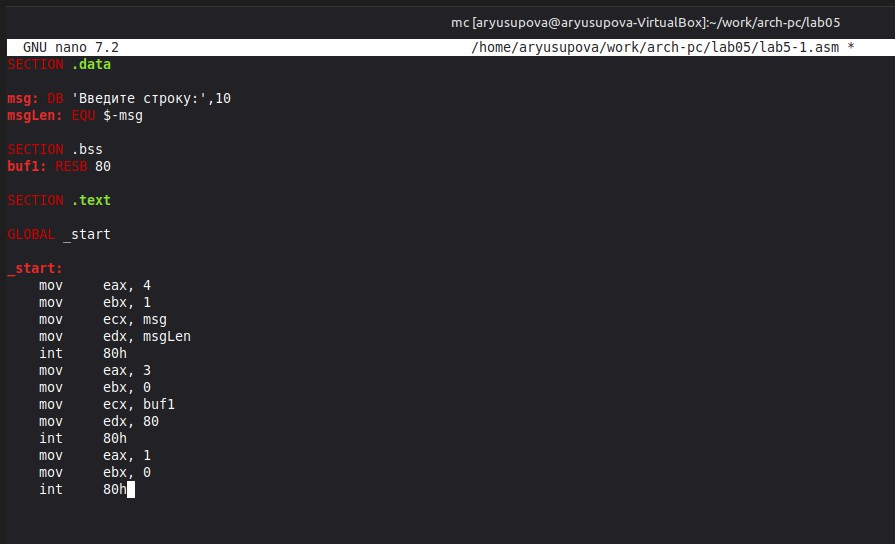 mc [aryusupova@aryusupova-VirtualBox]:~/work/arch-pc/lab05
GNU nano 7.2 /home/aryusupova/work/arch-pc/lab05/lab5-1.asm *
SECTION .data
msg: DB 'Введите строку:',10
msgLen: EQU $-msg
SECTION .bss
buf1: RESB 80
SECTION .text
GLOBAL _start
_start:
mov eax, 4
mov ebx, 1
mov ecx, msg
mov edx, msgLen
int 80h
mov eax, 3
mov ebx, 0
mov ecx, buf1
mov edx, 80
int 80h
mov eax, 1
mov ebx, 0
int 80h